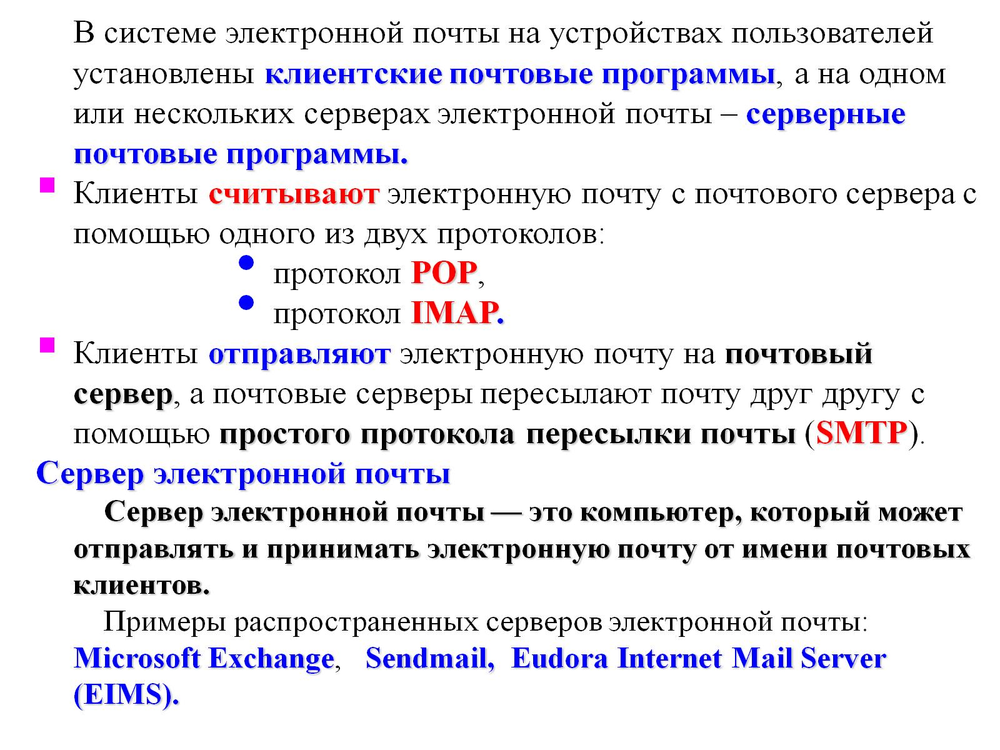 В системе электронной почты на устройствах пользователей
установлены клиентские почтовые программы, а на одном
или нескольких серверах электронной почты – серверные
почтовые программы.
Клиенты считывают электронную почту с почтового сервера с
помощью одного из двух протоколов:
протокол POP,
протокол IMAP.
Клиенты отправляют электронную почту на почтовый
сервер, а почтовые серверы пересылают почту друг другу с
помощью простого протокола пересылки почты (SMTP).
Сервер электронной почты
Сервер электронной почты — это компьютер, который может
отправлять и принимать электронную почту от имени почтовых
клиентов.
Примеры распространенных серверов электронной почты:
Microsoft Exchange, Sendmail, Eudora Internet Mail Server
(EIMS).